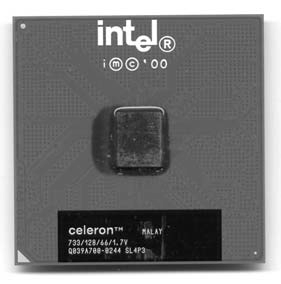 intel®
i ⓜ ⓒ '00
celeron™ MALAY
733/128/66/1.7V
Q039A700-0244 SL4P3